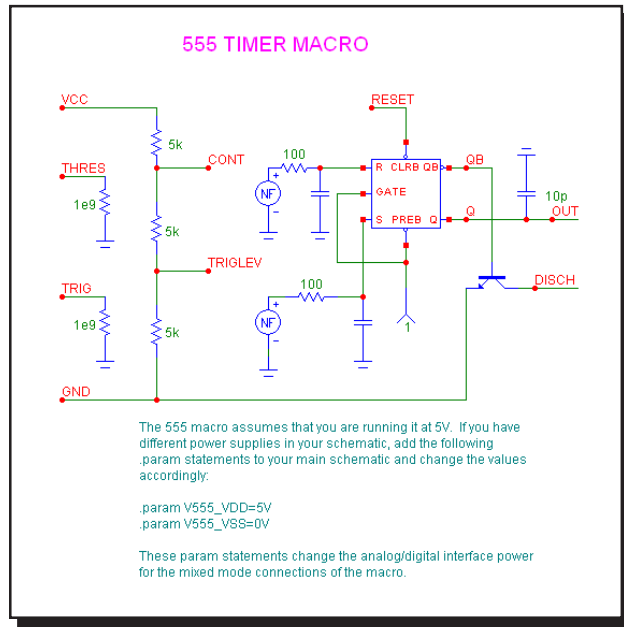 555 TIMER MACRO
VCC
RESET
5k
100
CONT
R CLRB QB
QB
THRES
NF
1e9
GATE
10p
S PREB Q
Q
OUT
5k
TRIGLEV
100
DISCH
TRIG
1e9
NF
5k
1
GND
The 555 macro assumes that you are running it at 5V. If you have
different power supplies in your schematic, add the following
.param statements to your main schematic and change the values
accordingly:
.param V555_VDD=5V
.param V555_VSS=0V
These param statements change the analog/digital interface power
for the mixed mode connections of the macro.